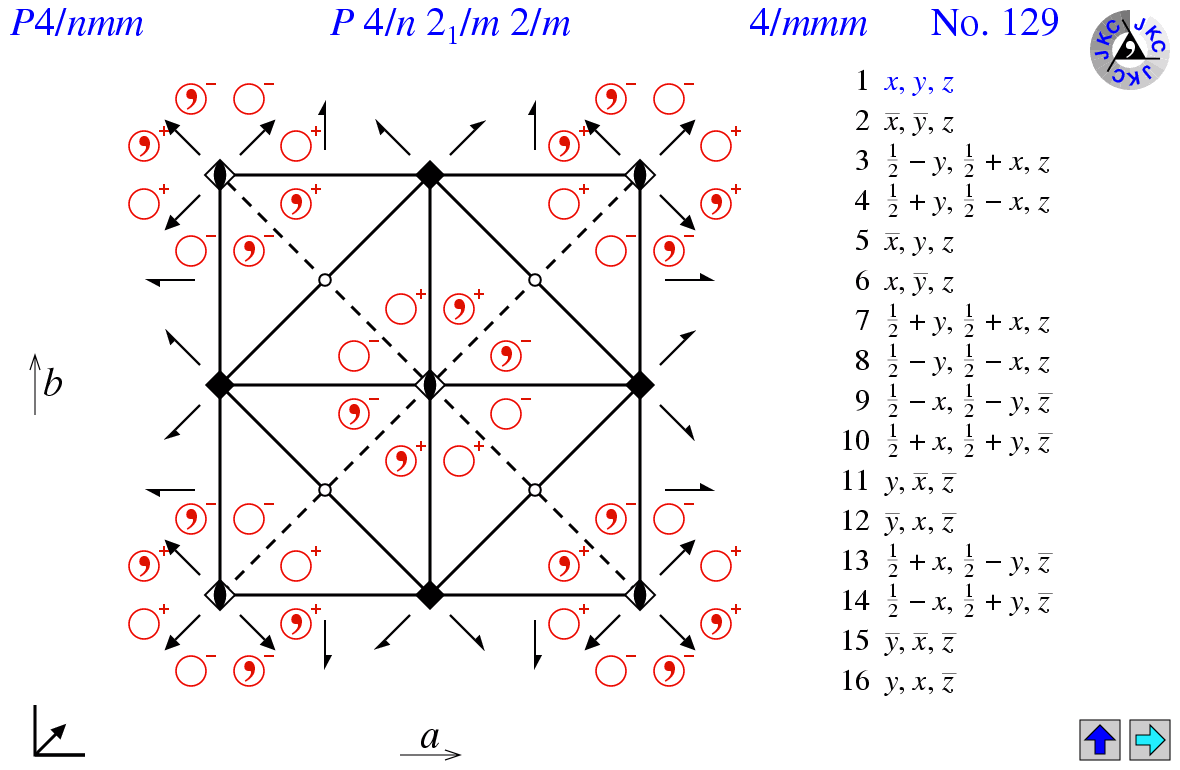 P4/nmm P 4/n 2₁/m 2/m 4/mmm No. 129
JKC JKC JKC
1 x, y, z
2 x̅, y̅, z
3 ½ − y, ½ + x, z
4 ½ + y, ½ − x, z
5 x̅, y, z
6 x, y̅, z
7 ½ + y, ½ + x, z
8 ½ − y, ½ − x, z
9 ½ − x, ½ − y, z̅
10 ½ + x, ½ + y, z̅
11 y, x̅, z̅
12 y̅, x, z̅
13 ½ + x, ½ − y, z̅
14 ½ − x, ½ + y, z̅
15 y̅, x̅, z̅
16 y, x, z̅
b
a